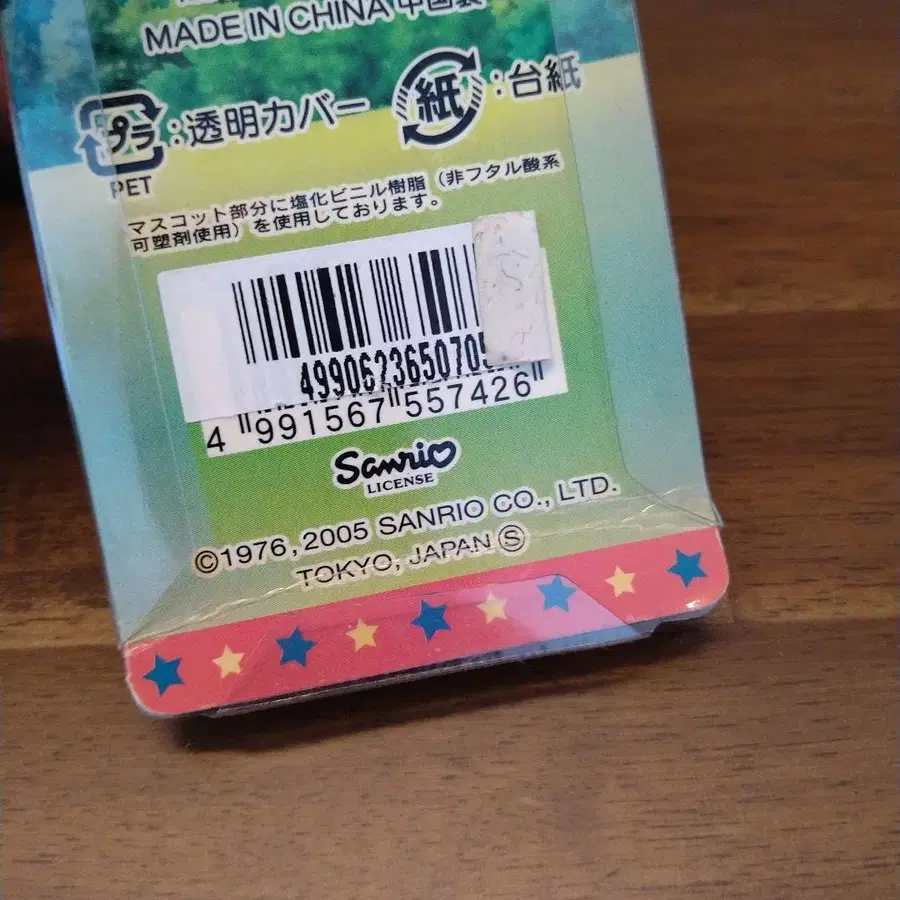 MADE IN CHINA 中国製
プラ : 透明カバー 紙 : 台紙
PET
マスコット部分に塩化ビニル樹脂（非フタル酸系
可塑剤使用）を使用しております。
499062365070
4 991567 557426
Sanrio
LICENSE
©1976, 2005 SANRIO CO., LTD.
TOKYO, JAPAN Ⓢ